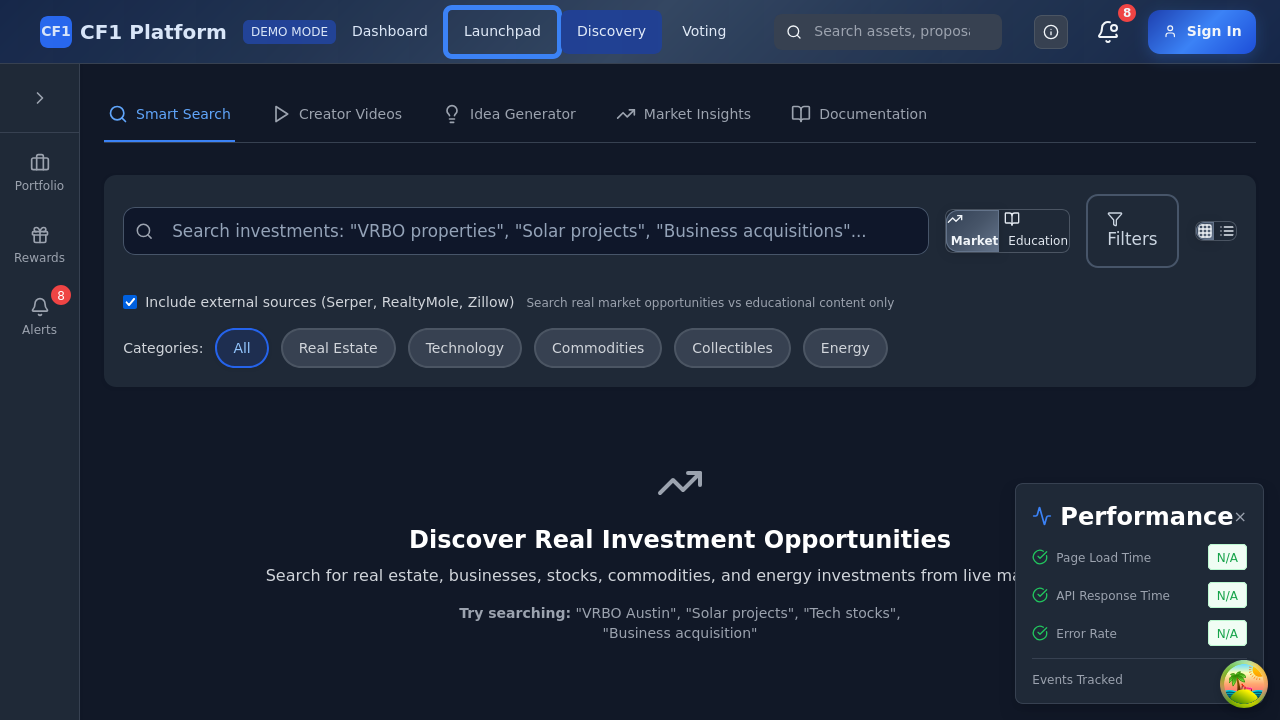 CF1 CF1 Platform DEMO MODE Dashboard Launchpad Discovery Voting Search assets, propos 8 Sign In
Smart Search Creator Videos Idea Generator Market Insights Documentation
Portfolio
Rewards
8
Alerts
Search investments: "VRBO properties", "Solar projects", "Business acquisitions"...
Market Education
Filters
Include external sources (Serper, RealtyMole, Zillow) Search real market opportunities vs educational content only
Categories: All Real Estate Technology Commodities Collectibles Energy
Discover Real Investment Opportunities
Search for real estate, businesses, stocks, commodities, and energy investments from live
Try searching: "VRBO Austin", "Solar projects", "Tech stocks",
"Business acquisition"
Performance ×
Page Load Time N/A
API Response Time N/A
Error Rate N/A
Events Tracked